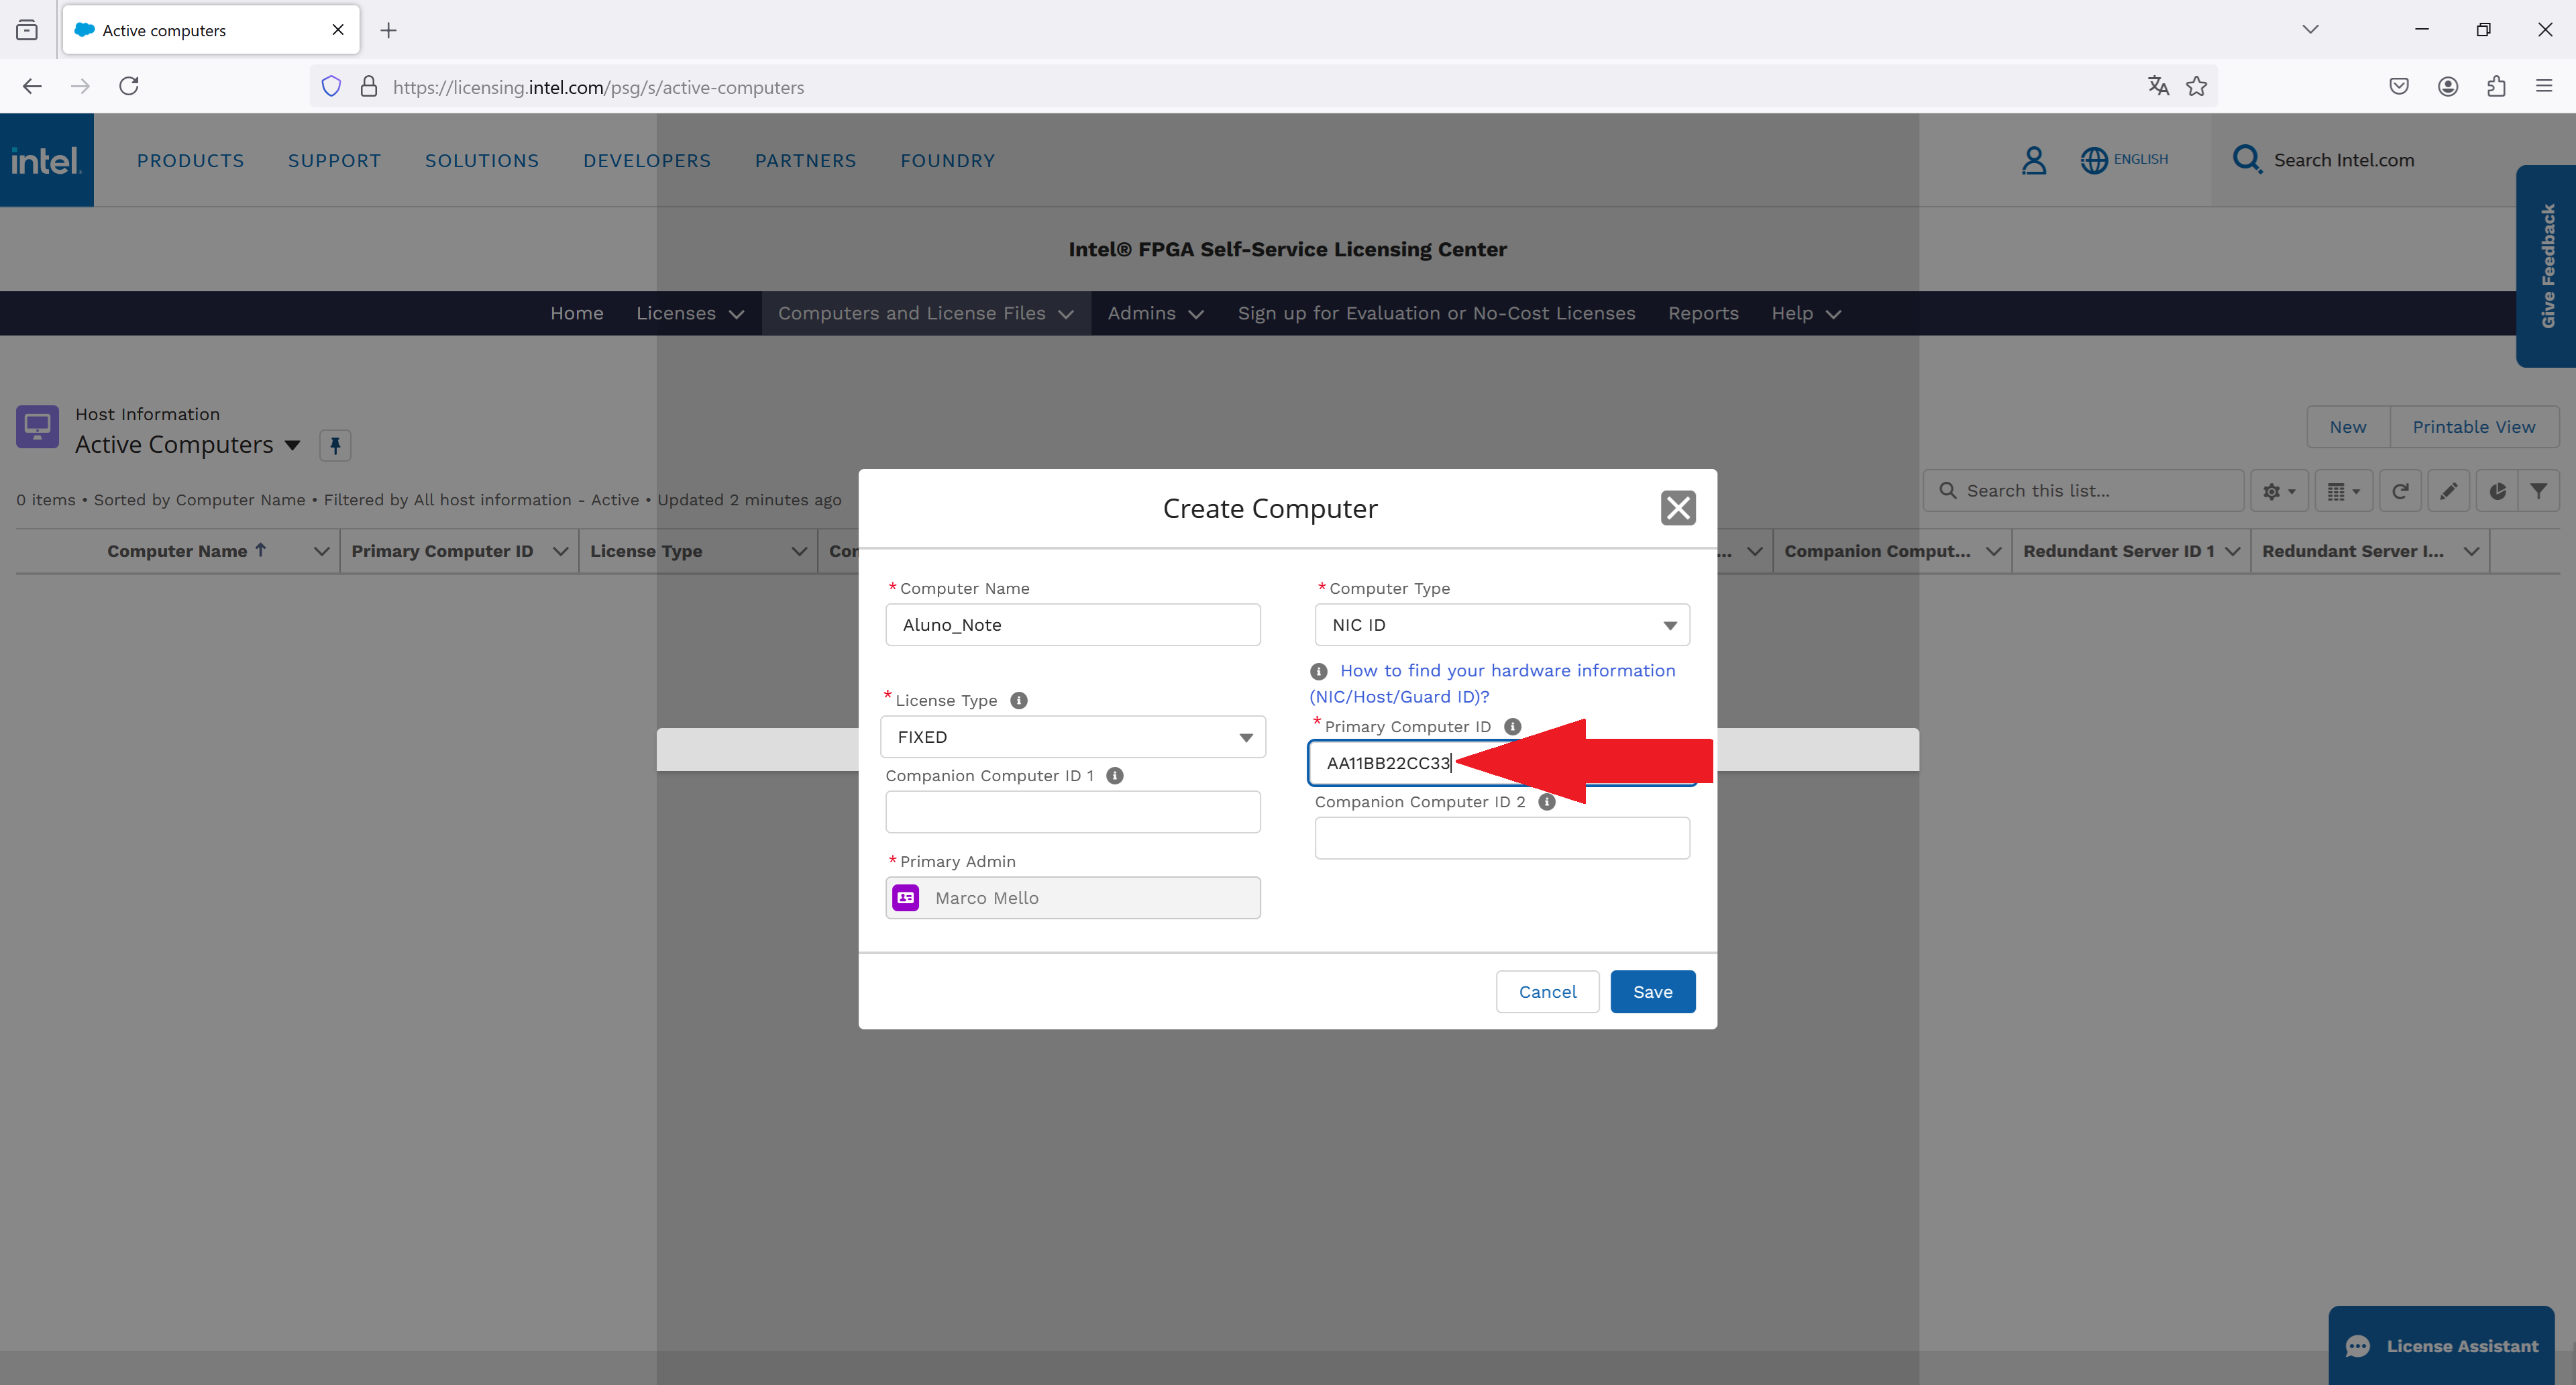 Active computers
https://licensing.intel.com/psg/s/active-computers
intel.
PRODUCTS SUPPORT SOLUTIONS DEVELOPERS PARTNERS FOUNDRY
ENGLISH
Search Intel.com
Give Feedback
Intel® FPGA Self-Service Licensing Center
Home Licenses Computers and License Files Admins Sign up for Evaluation or No-Cost Licenses Reports Help
Host Information
Active Computers
New Printable View
0 items • Sorted by Computer Name • Filtered by All host information - Active • Updated 2 minutes ago
Search this list...
Computer Name ↑ Primary Computer ID License Type Con ... Companion Comput... Redundant Server ID 1 Redundant Server I...
Create Computer
*Computer Name
Aluno_Note
*Computer Type
NIC ID
How to find your hardware information
(NIC/Host/Guard ID)?
*License Type
FIXED
*Primary Computer ID
AA11BB22CC33
Companion Computer ID 1
Companion Computer ID 2
*Primary Admin
Marco Mello
Cancel Save
License Assistant